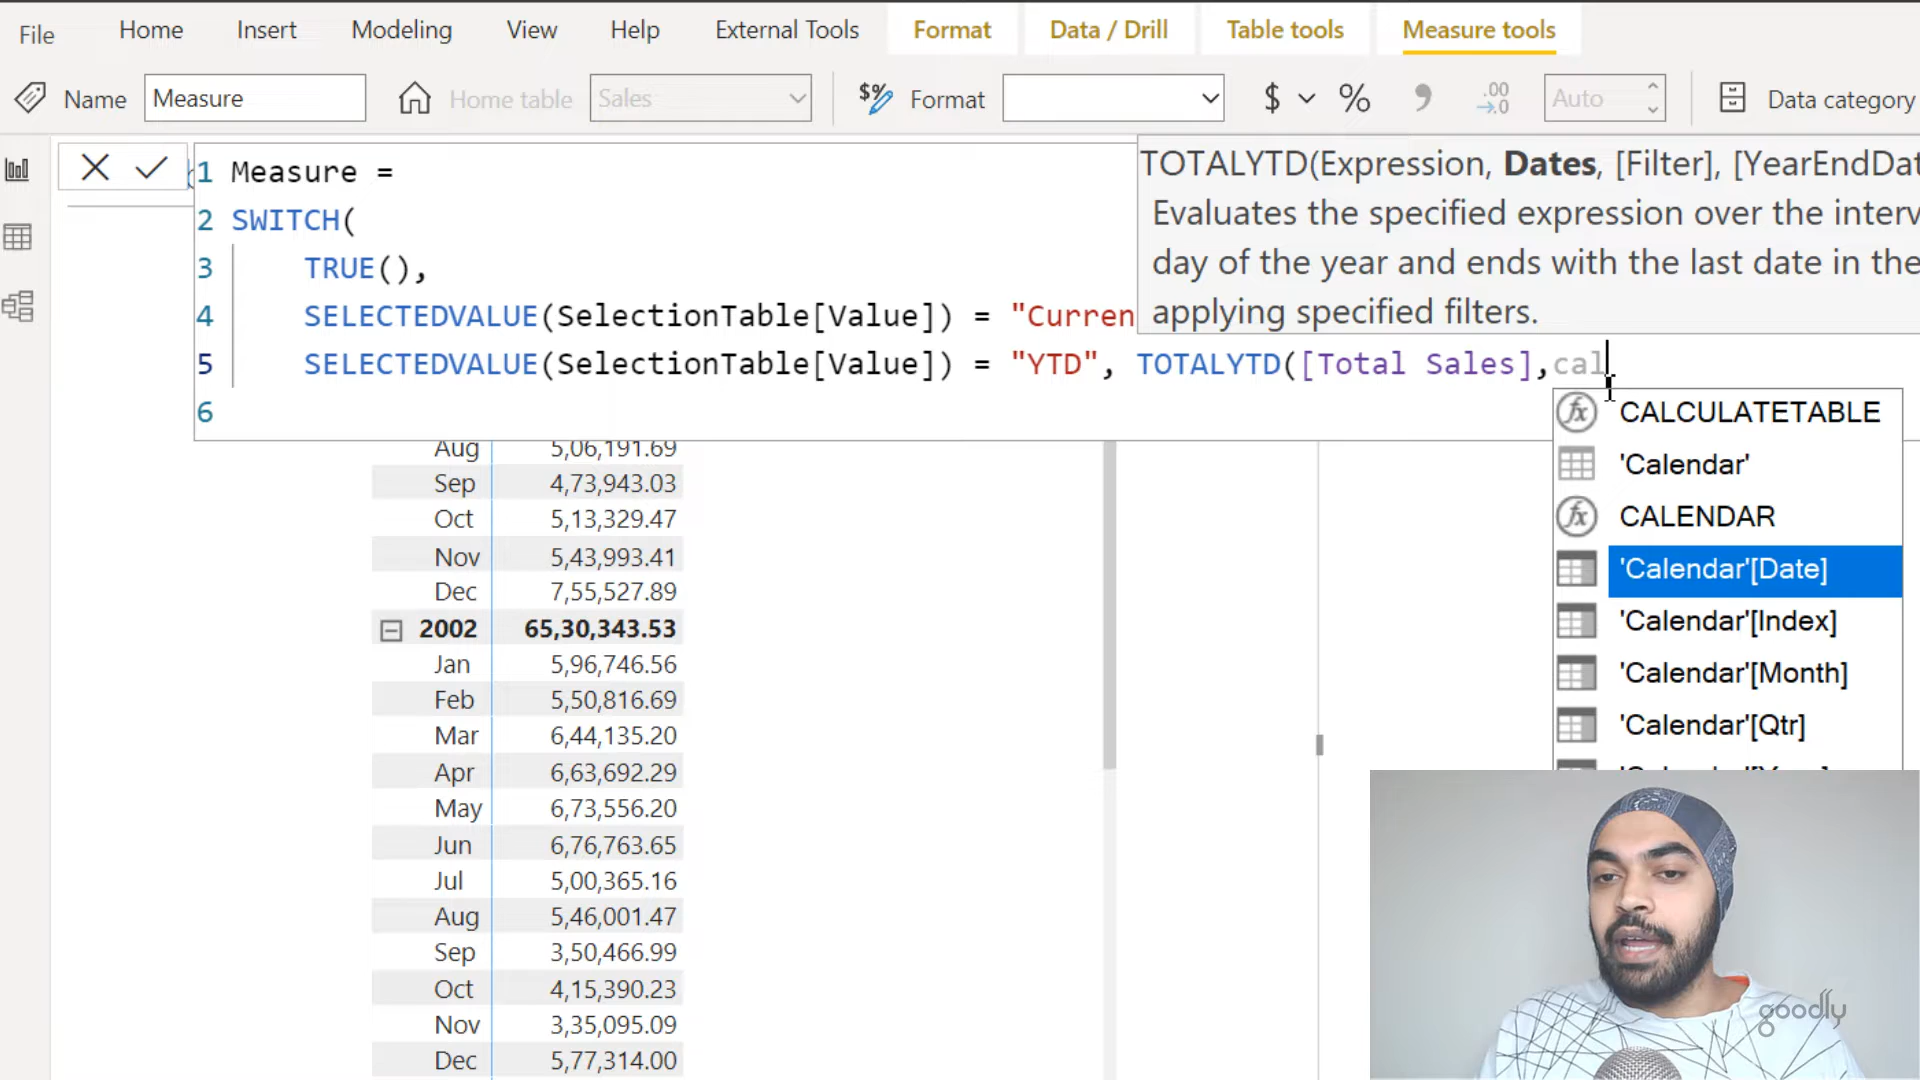 File Home Insert Modeling View Help External Tools Format Data / Drill Table tools Measure tools
Name Measure Home table Sales Format $ % .00 Auto Data category
1 Measure =
2 SWITCH(
3 TRUE(),
4 SELECTEDVALUE(SelectionTable[Value]) = "Curren
5 SELECTEDVALUE(SelectionTable[Value]) = "YTD", TOTALYTD([Total Sales],cal
6
TOTALYTD(Expression, Dates, [Filter], [YearEndDat
Evaluates the specified expression over the interv
day of the year and ends with the last date in the
applying specified filters.
CALCULATETABLE
'Calendar'
CALENDAR
'Calendar'[Date]
'Calendar'[Index]
'Calendar'[Month]
'Calendar'[Qtr]
Aug 5,06,191.69
Sep 4,73,943.03
Oct 5,13,329.47
Nov 5,43,993.41
Dec 7,55,527.89
2002 65,30,343.53
Jan 5,96,746.56
Feb 5,50,816.69
Mar 6,44,135.20
Apr 6,63,692.29
May 6,73,556.20
Jun 6,76,763.65
Jul 5,00,365.16
Aug 5,46,001.47
Sep 3,50,466.99
Oct 4,15,390.23
Nov 3,35,095.09
Dec 5,77,314.00
goodly